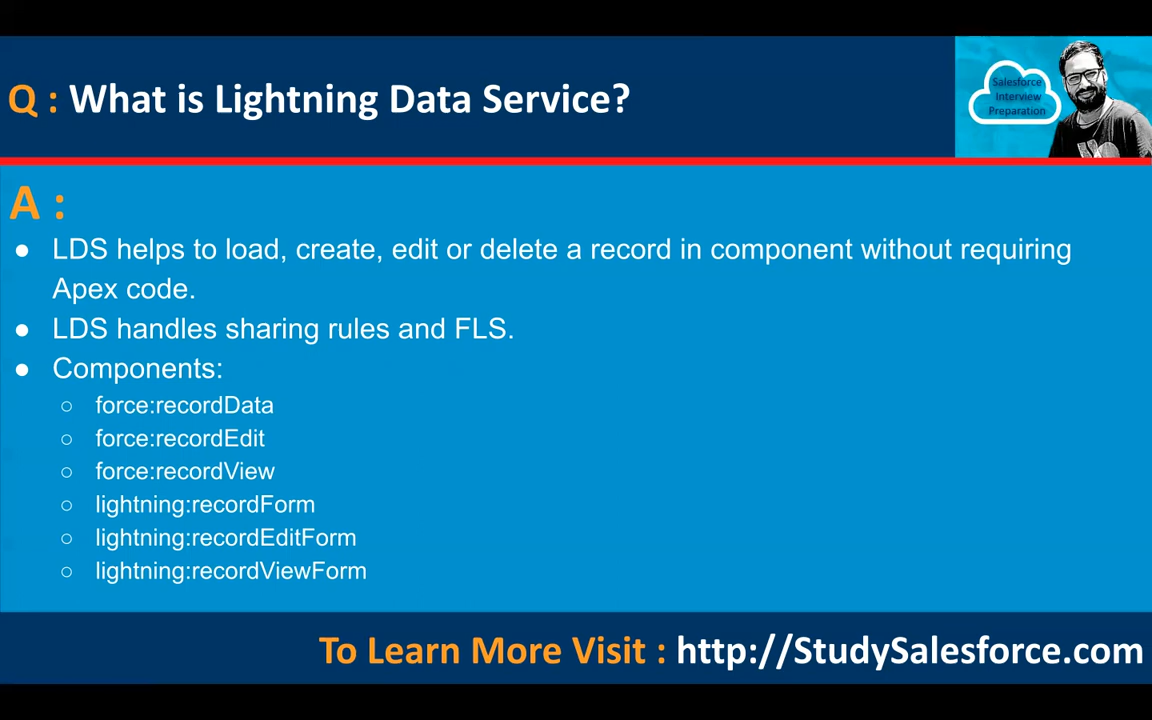 Q : What is Lightning Data Service?
Salesforce
Interview
Preparation
A :
● LDS helps to load, create, edit or delete a record in component without requiring
Apex code.
● LDS handles sharing rules and FLS.
● Components:
○ force:recordData
○ force:recordEdit
○ force:recordView
○ lightning:recordForm
○ lightning:recordEditForm
○ lightning:recordViewForm
To Learn More Visit : http://StudySalesforce.com